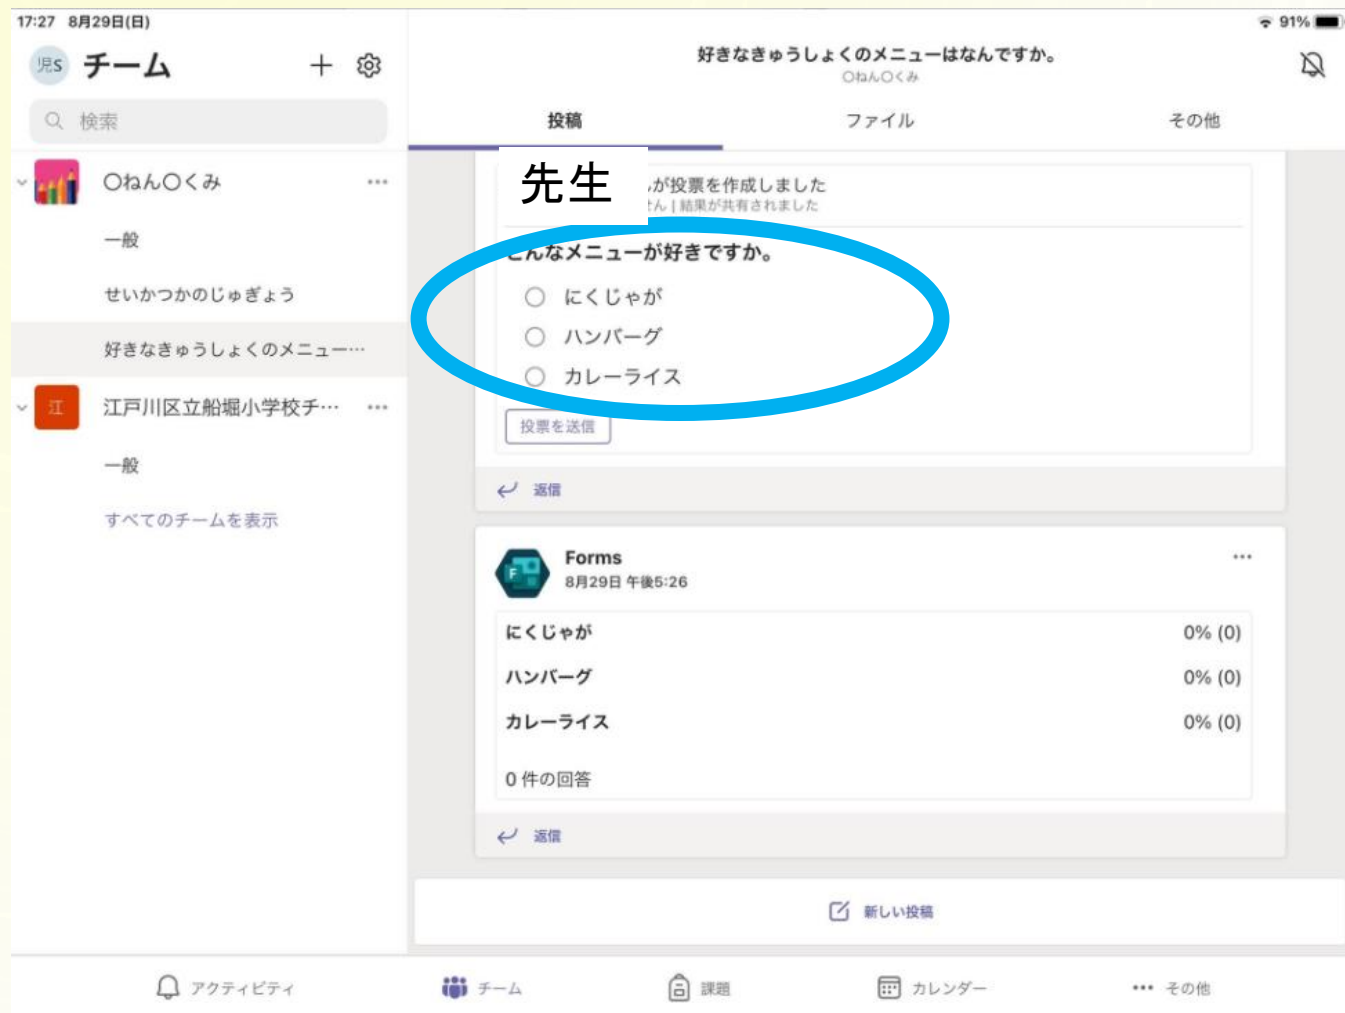 17:27 8月29日(日)
91%
児S チーム
検索
〇ねん〇くみ
一般
せいかつかのじゅぎょう
好きなきゅうしょくのメニュー…
江 江戸川区立船堀小学校チ…
一般
すべてのチームを表示
好きなきゅうしょくのメニューはなんですか。
〇ねん〇くみ
投稿 ファイル その他
先生
が投票を作成しました
せん | 結果が共有されました
どんなメニューが好きですか。
にくじゃが
ハンバーグ
カレーライス
投票を送信
返信
Forms
8月29日 午後5:26
にくじゃが 0% (0)
ハンバーグ 0% (0)
カレーライス 0% (0)
0 件の回答
返信
新しい投稿
アクティビティ チーム 課題 カレンダー その他